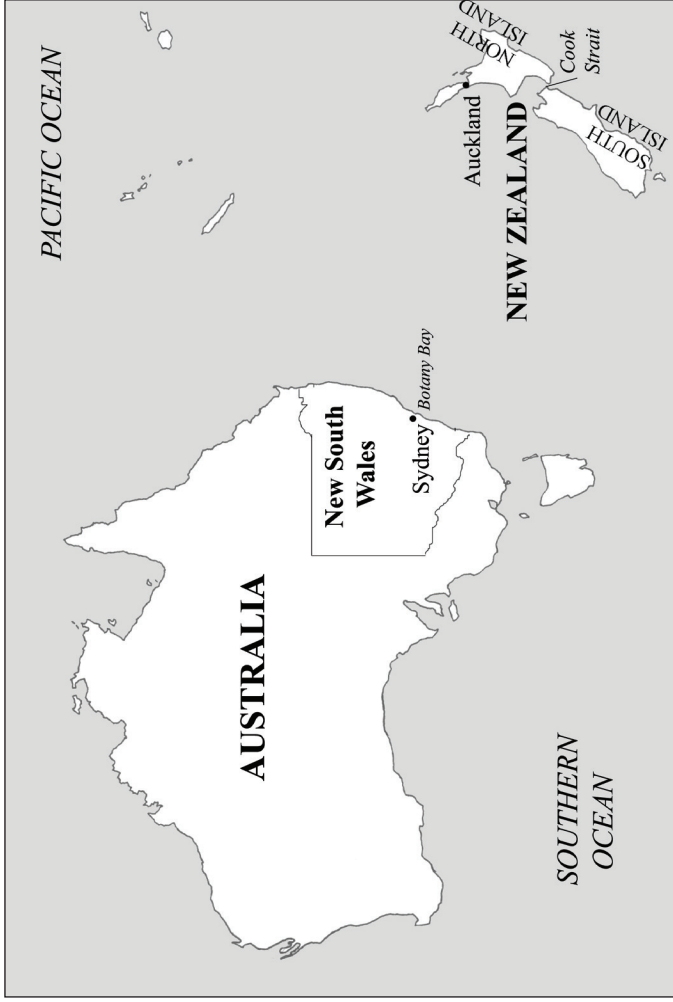 PACIFIC OCEAN
AUSTRALIA
New South
Wales
Sydney
Botany Bay
Auckland
NEW ZEALAND
NORTH
ISLAND
Cook
Strait
SOUTH
ISLAND
SOUTHERN
OCEAN